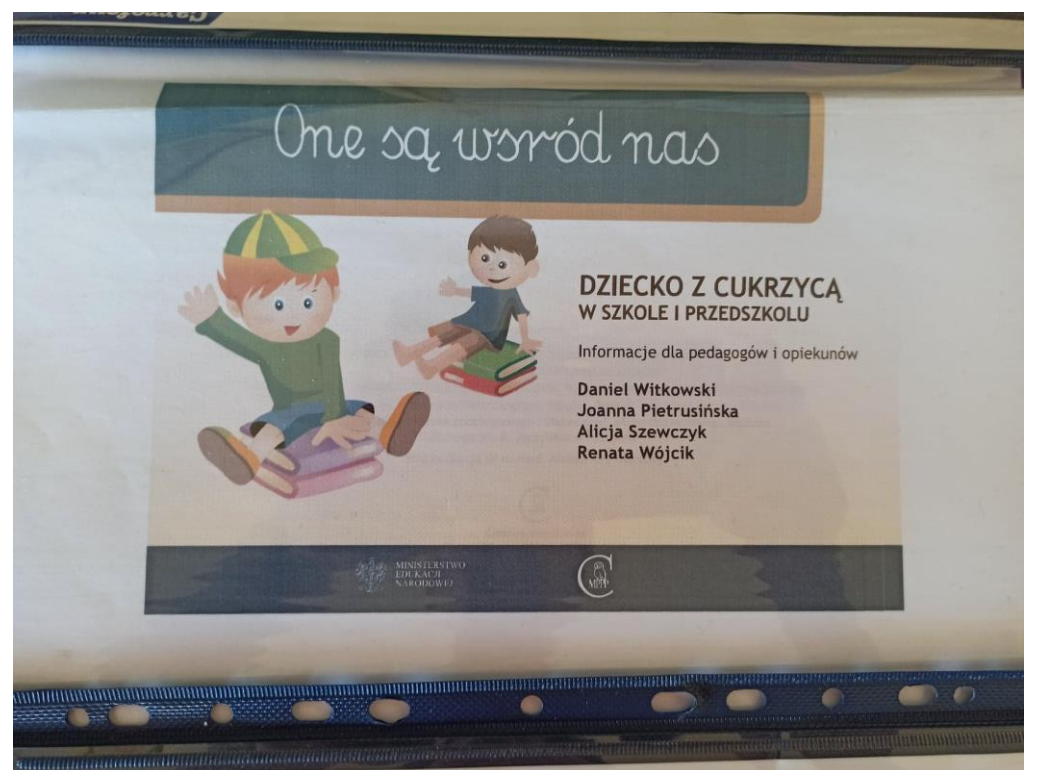 One są wsród nas
DZIECKO Z CUKRZYCĄ
W SZKOLE I PRZEDSZKOLU
Informacje dla pedagogów i opiekunów
Daniel Witkowski
Joanna Pietrusińska
Alicja Szewczyk
Renata Wójcik
MINISTERSTWO
EDUKACJI
NARODOWEJ